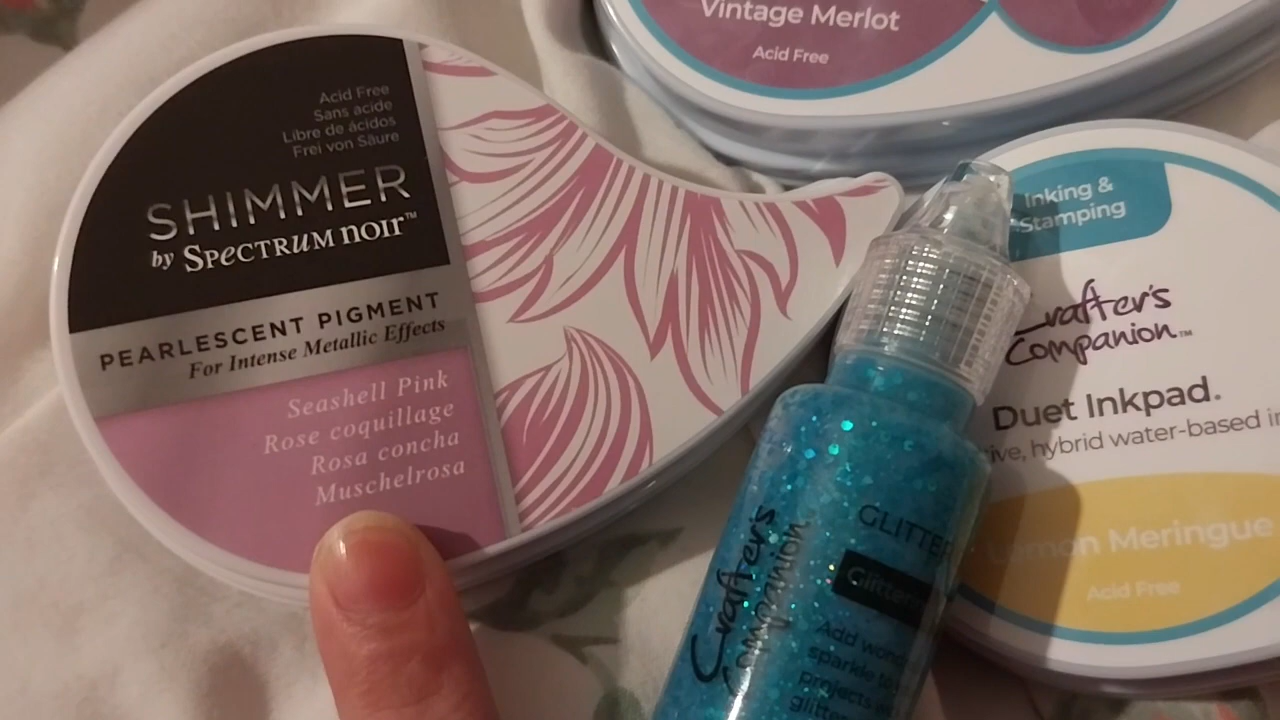 Vintage Merlot
Acid Free
Acid Free
Sans acide
Libre de ácidos
Frei von Säure
SHIMMER
by SPECTRUM NOIR™
PEARLESCENT PIGMENT
For Intense Metallic Effects
Seashell Pink
Rose coquillage
Rosa concha
Muschelrosa
Crafter's
Companion
GLITTER
Add
sparkle
projects
Inking &
Stamping
Crafter's
Companion™
Duet Inkpad.
hybrid water-based
Lemon Meringue
Acid Free